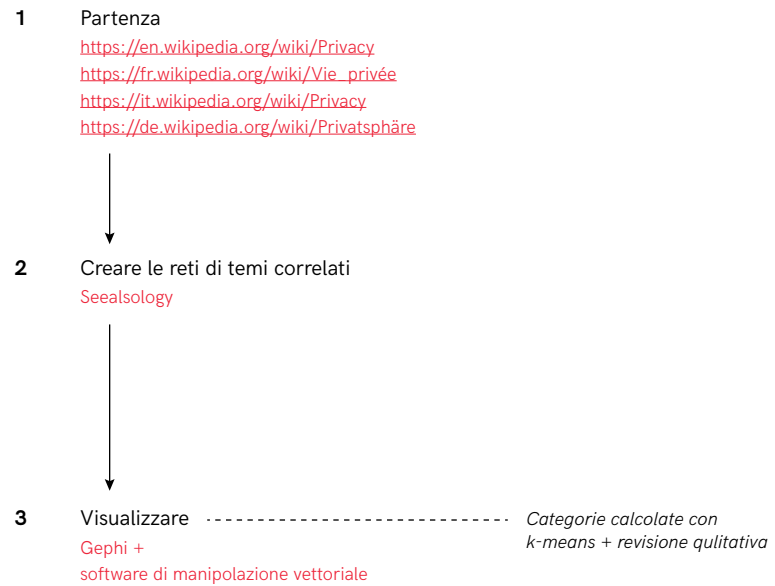 1 Partenza
https://en.wikipedia.org/wiki/Privacy
https://fr.wikipedia.org/wiki/Vie_privée
https://it.wikipedia.org/wiki/Privacy
https://de.wikipedia.org/wiki/Privatsphäre
2 Creare le reti di temi correlati
Seealsology
3 Visualizzare
Gephi +
software di manipolazione vettoriale
Categorie calcolate con
k-means + revisione qulitativa